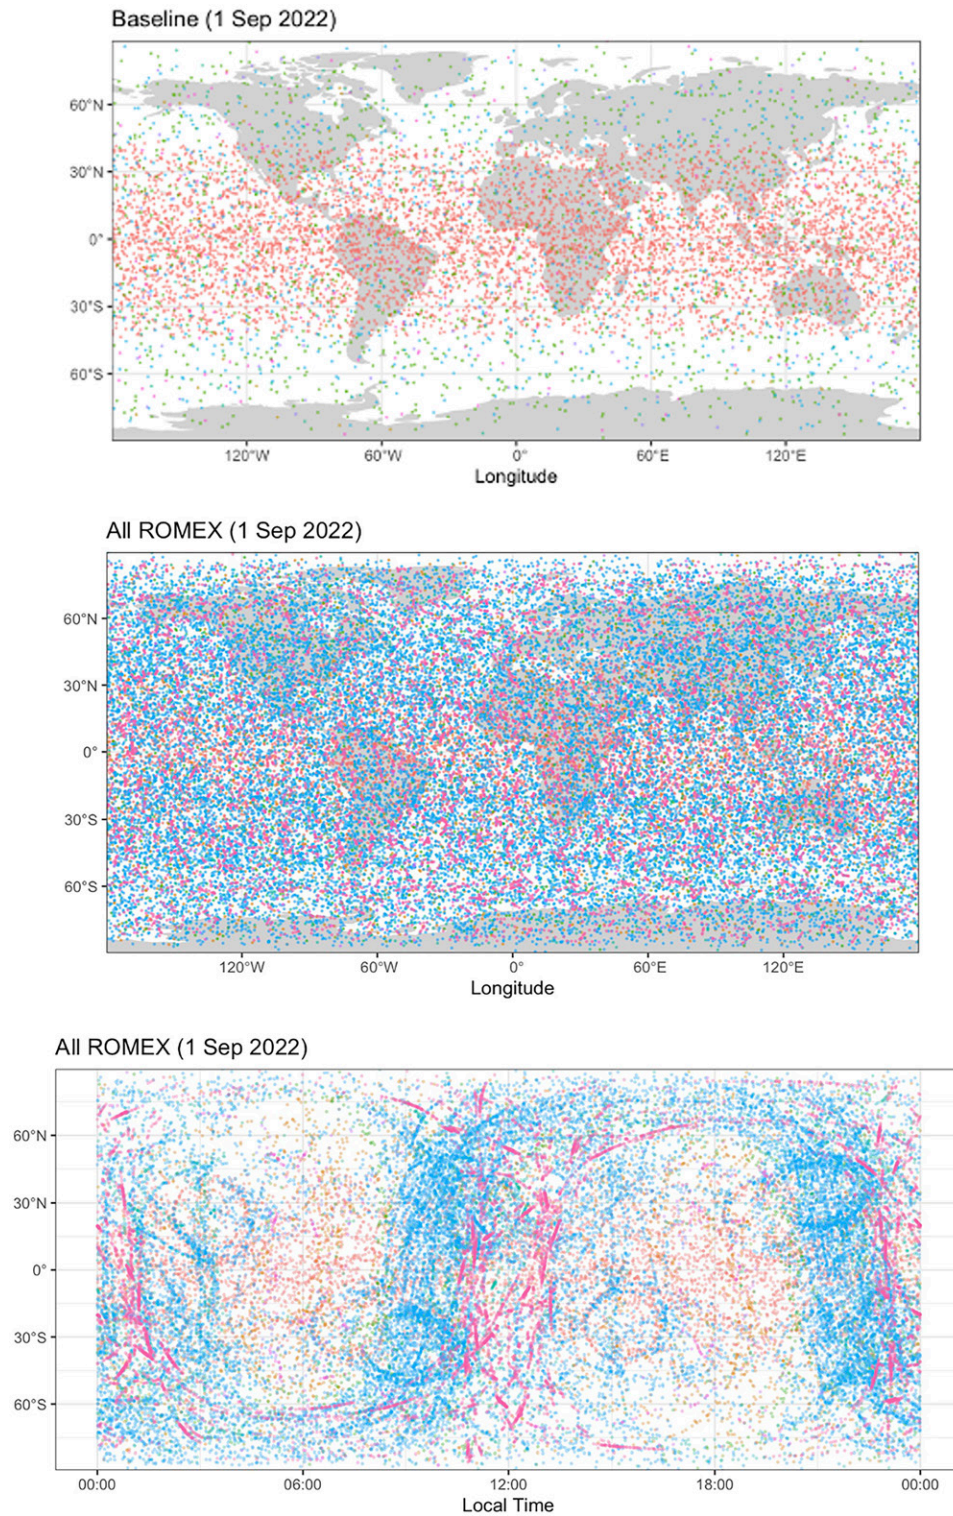 Baseline (1 Sep 2022)
60°N
30°N
0°
30°S
60°S
120°W 60°W 0° 60°E 120°E
Longitude
All ROMEX (1 Sep 2022)
60°N
30°N
0°
30°S
60°S
120°W 60°W 0° 60°E 120°E
Longitude
All ROMEX (1 Sep 2022)
60°N
30°N
0°
30°S
60°S
00:00 06:00 12:00 18:00 00:00
Local Time